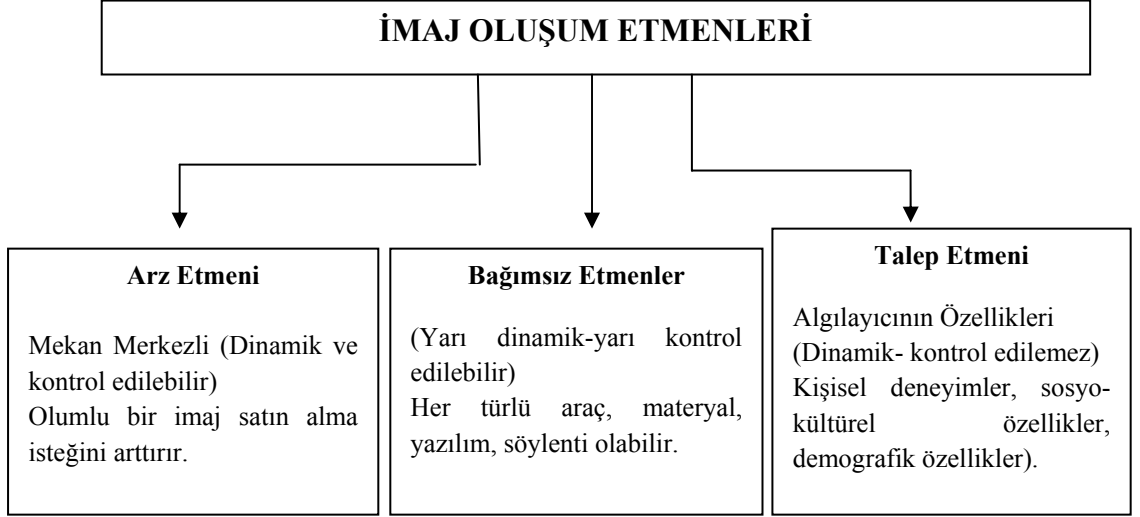 İMAJ OLUŞUM ETMENLERİ
Arz Etmeni
Mekan Merkezli (Dinamik ve
kontrol edilebilir)
Olumlu bir imaj satın alma
isteğini arttırır.
Bağımsız Etmenler
(Yarı dinamik-yarı kontrol
edilebilir)
Her türlü araç, materyal,
yazılım, söylenti olabilir.
Talep Etmeni
Algılayıcının Özellikleri
(Dinamik- kontrol edilemez)
Kişisel deneyimler, sosyo-
kültürel özellikler,
demografik özellikler).